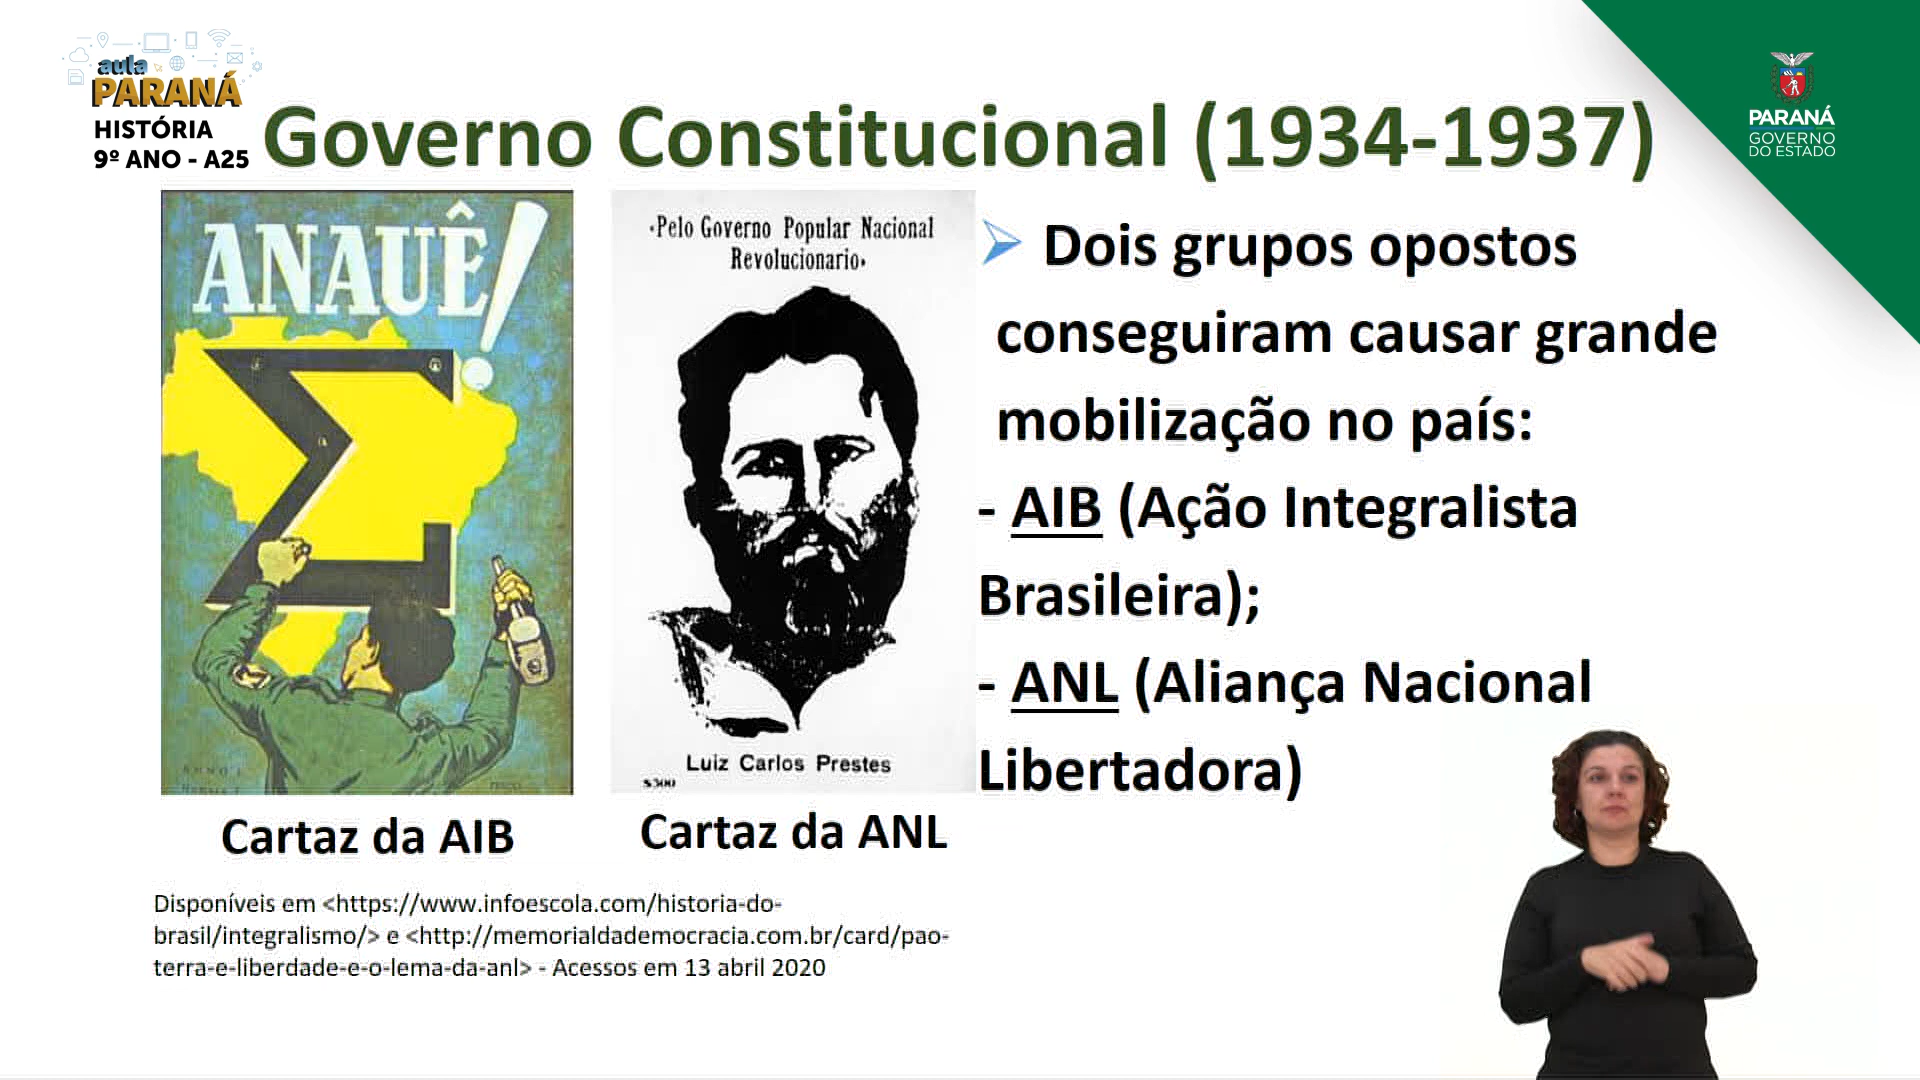 aula
PARANÁ
HISTÓRIA
9º ANO - A25
Governo Constitucional (1934-1937)
PARANÁ
GOVERNO
DO ESTADO
ANAUÊ!
Σ
«Pelo Governo Popular Nacional
Revolucionario»
Luiz Carlos Prestes
S300
Cartaz da AIB
Cartaz da ANL
Disponíveis em <https://www.infoescola.com/historia-do-
brasil/integralismo/> e <http://memorialdademocracia.com.br/card/pao-
terra-e-liberdade-e-o-lema-da-anl> - Acessos em 13 abril 2020
Dois grupos opostos
conseguiram causar grande
mobilização no país:
- AIB (Ação Integralista
Brasileira);
- ANL (Aliança Nacional
Libertadora)